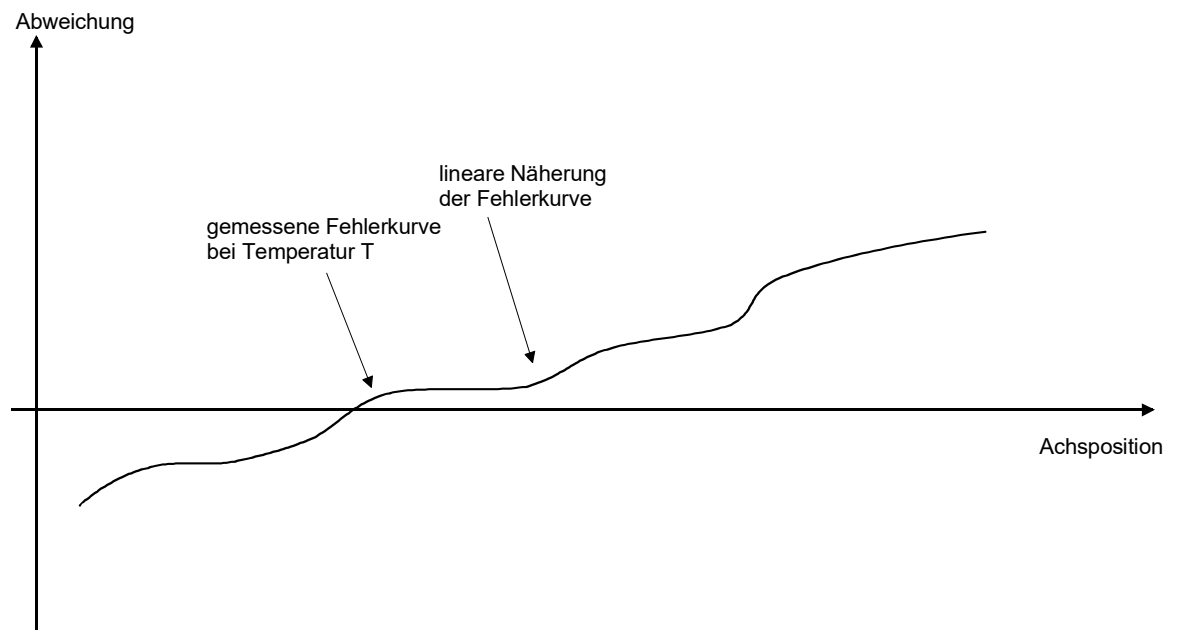 Abweichung
lineare Näherung
der Fehlerkurve
gemessene Fehlerkurve
bei Temperatur T
Achsposition